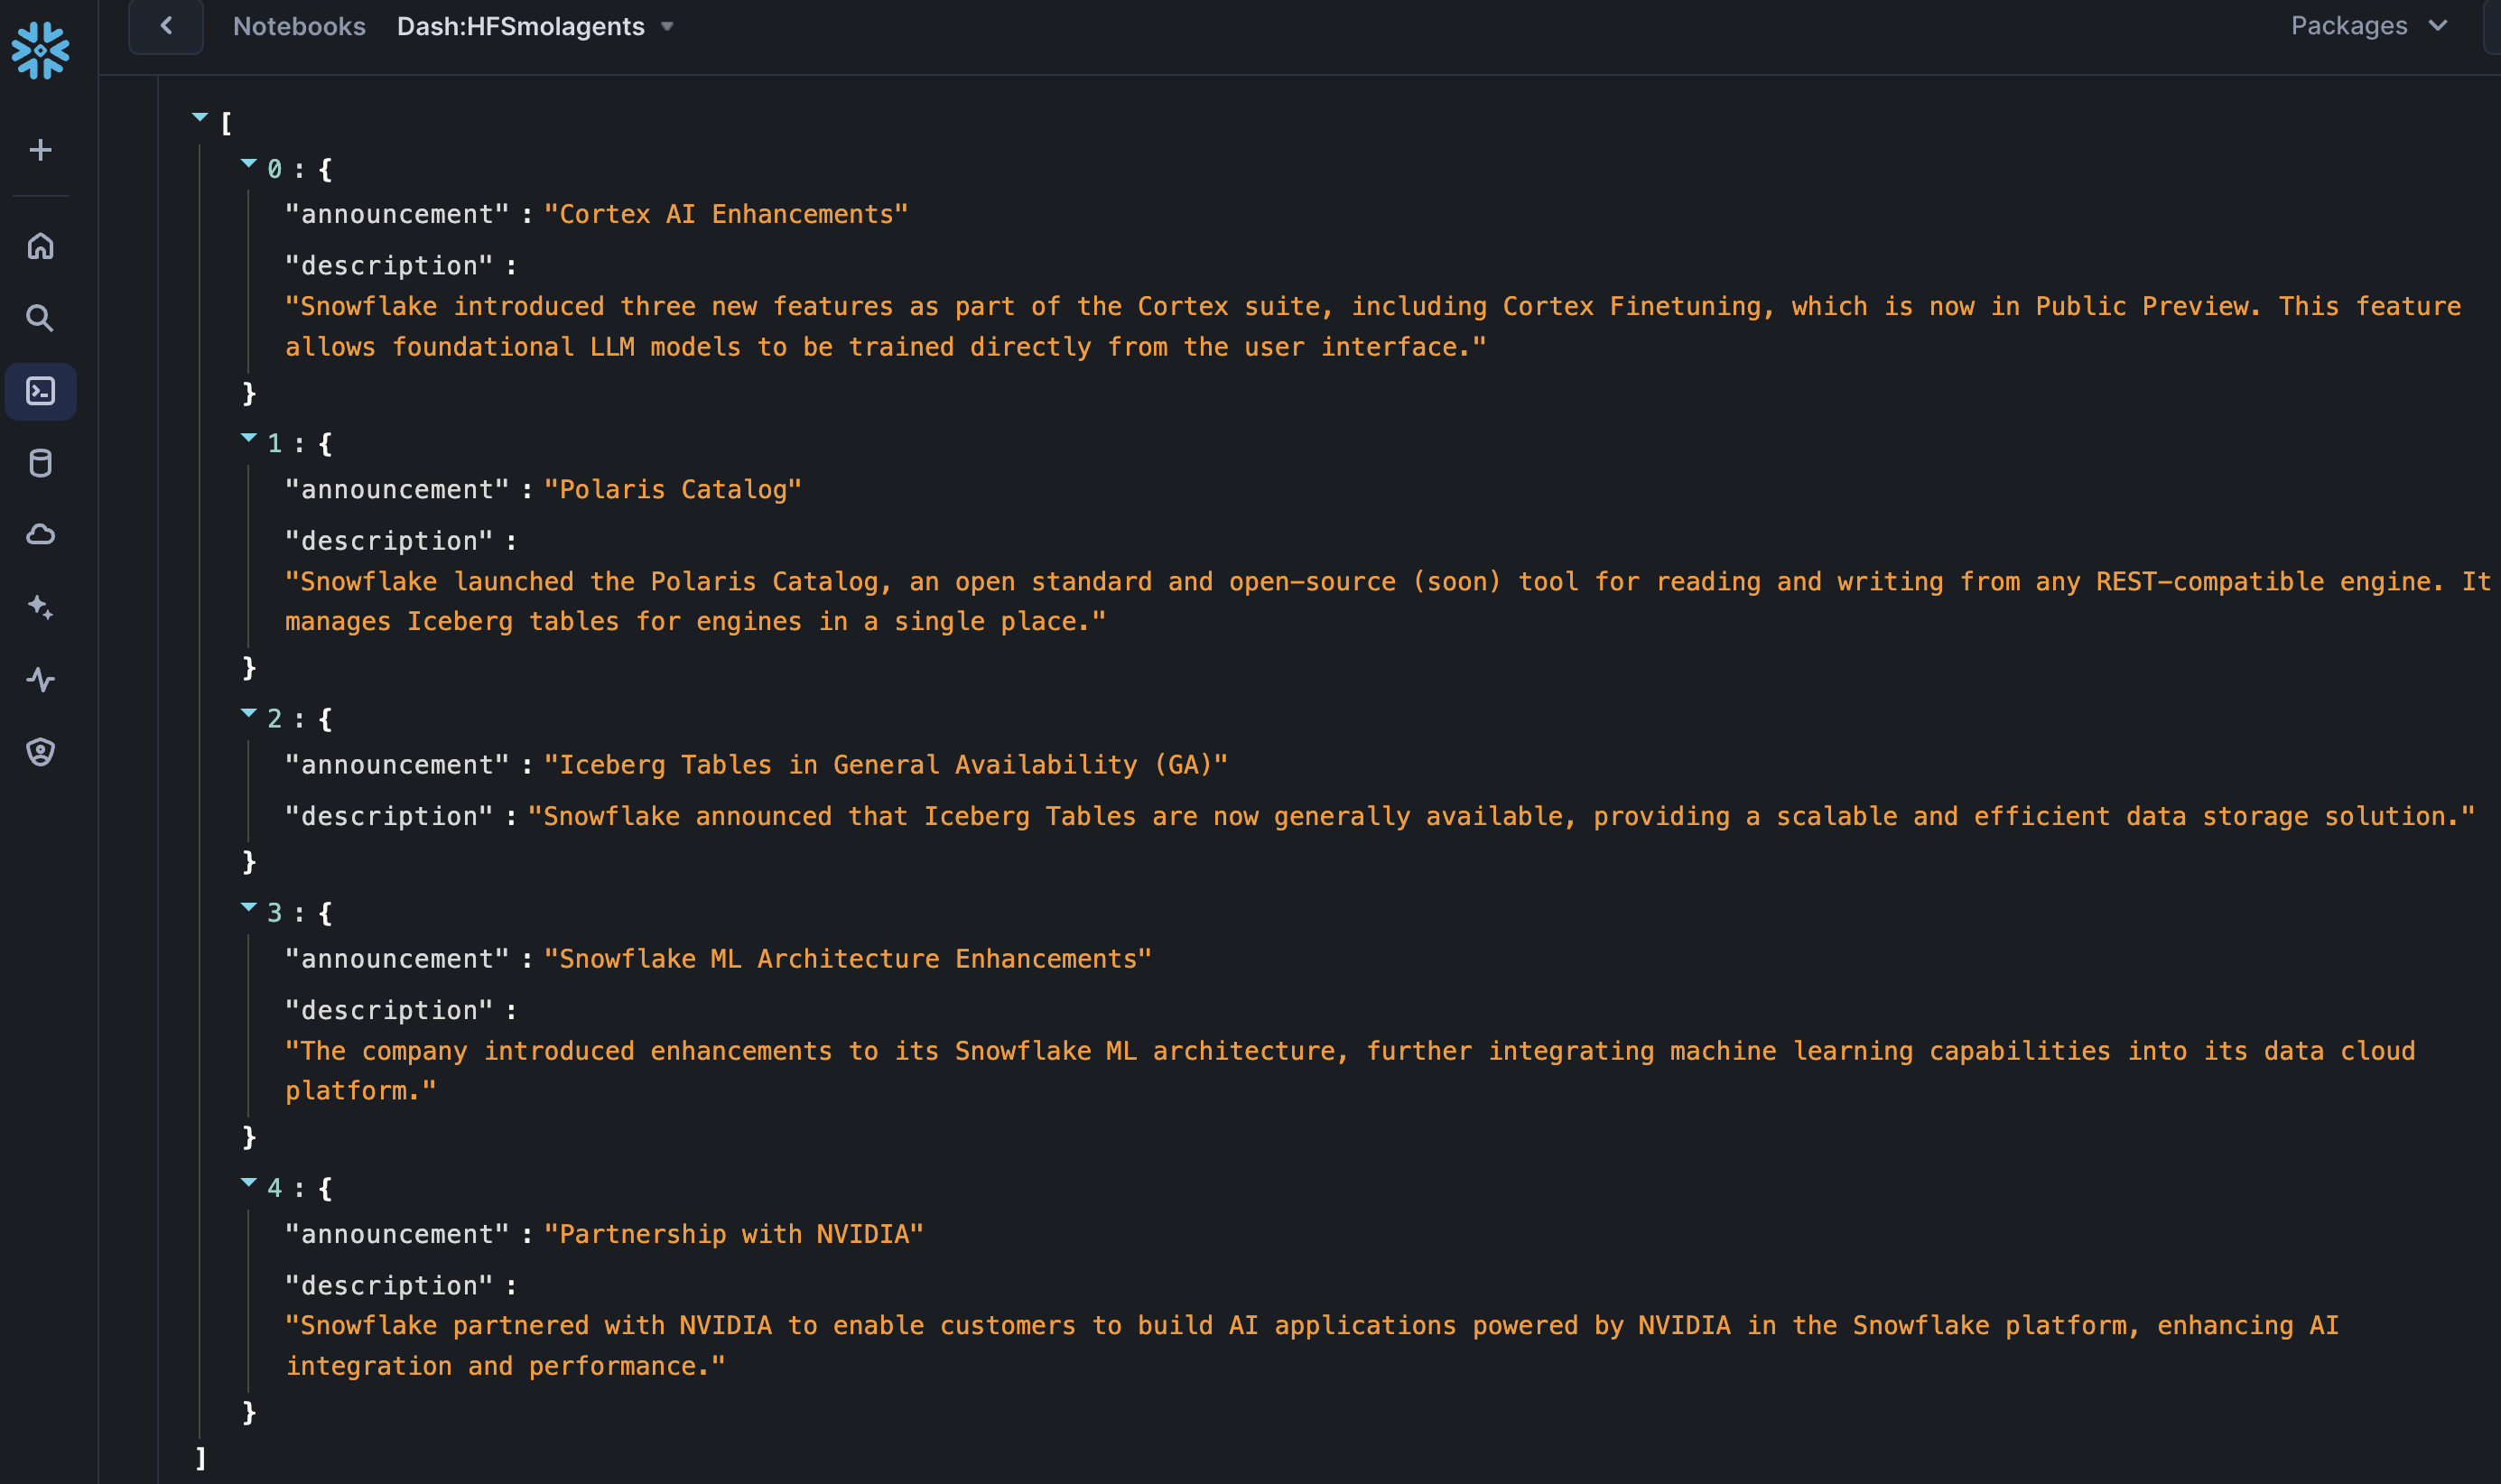 Notebooks Dash:HFSmolagents Packages
[
0 : {
"announcement" : "Cortex AI Enhancements"
"description" :
"Snowflake introduced three new features as part of the Cortex suite, including Cortex Finetuning, which is now in Public Preview. This feature
allows foundational LLM models to be trained directly from the user interface."
}
1 : {
"announcement" : "Polaris Catalog"
"description" :
"Snowflake launched the Polaris Catalog, an open standard and open-source (soon) tool for reading and writing from any REST-compatible engine. It
manages Iceberg tables for engines in a single place."
}
2 : {
"announcement" : "Iceberg Tables in General Availability (GA)"
"description" : "Snowflake announced that Iceberg Tables are now generally available, providing a scalable and efficient data storage solution."
}
3 : {
"announcement" : "Snowflake ML Architecture Enhancements"
"description" :
"The company introduced enhancements to its Snowflake ML architecture, further integrating machine learning capabilities into its data cloud
platform."
}
4 : {
"announcement" : "Partnership with NVIDIA"
"description" :
"Snowflake partnered with NVIDIA to enable customers to build AI applications powered by NVIDIA in the Snowflake platform, enhancing AI
integration and performance."
}
]